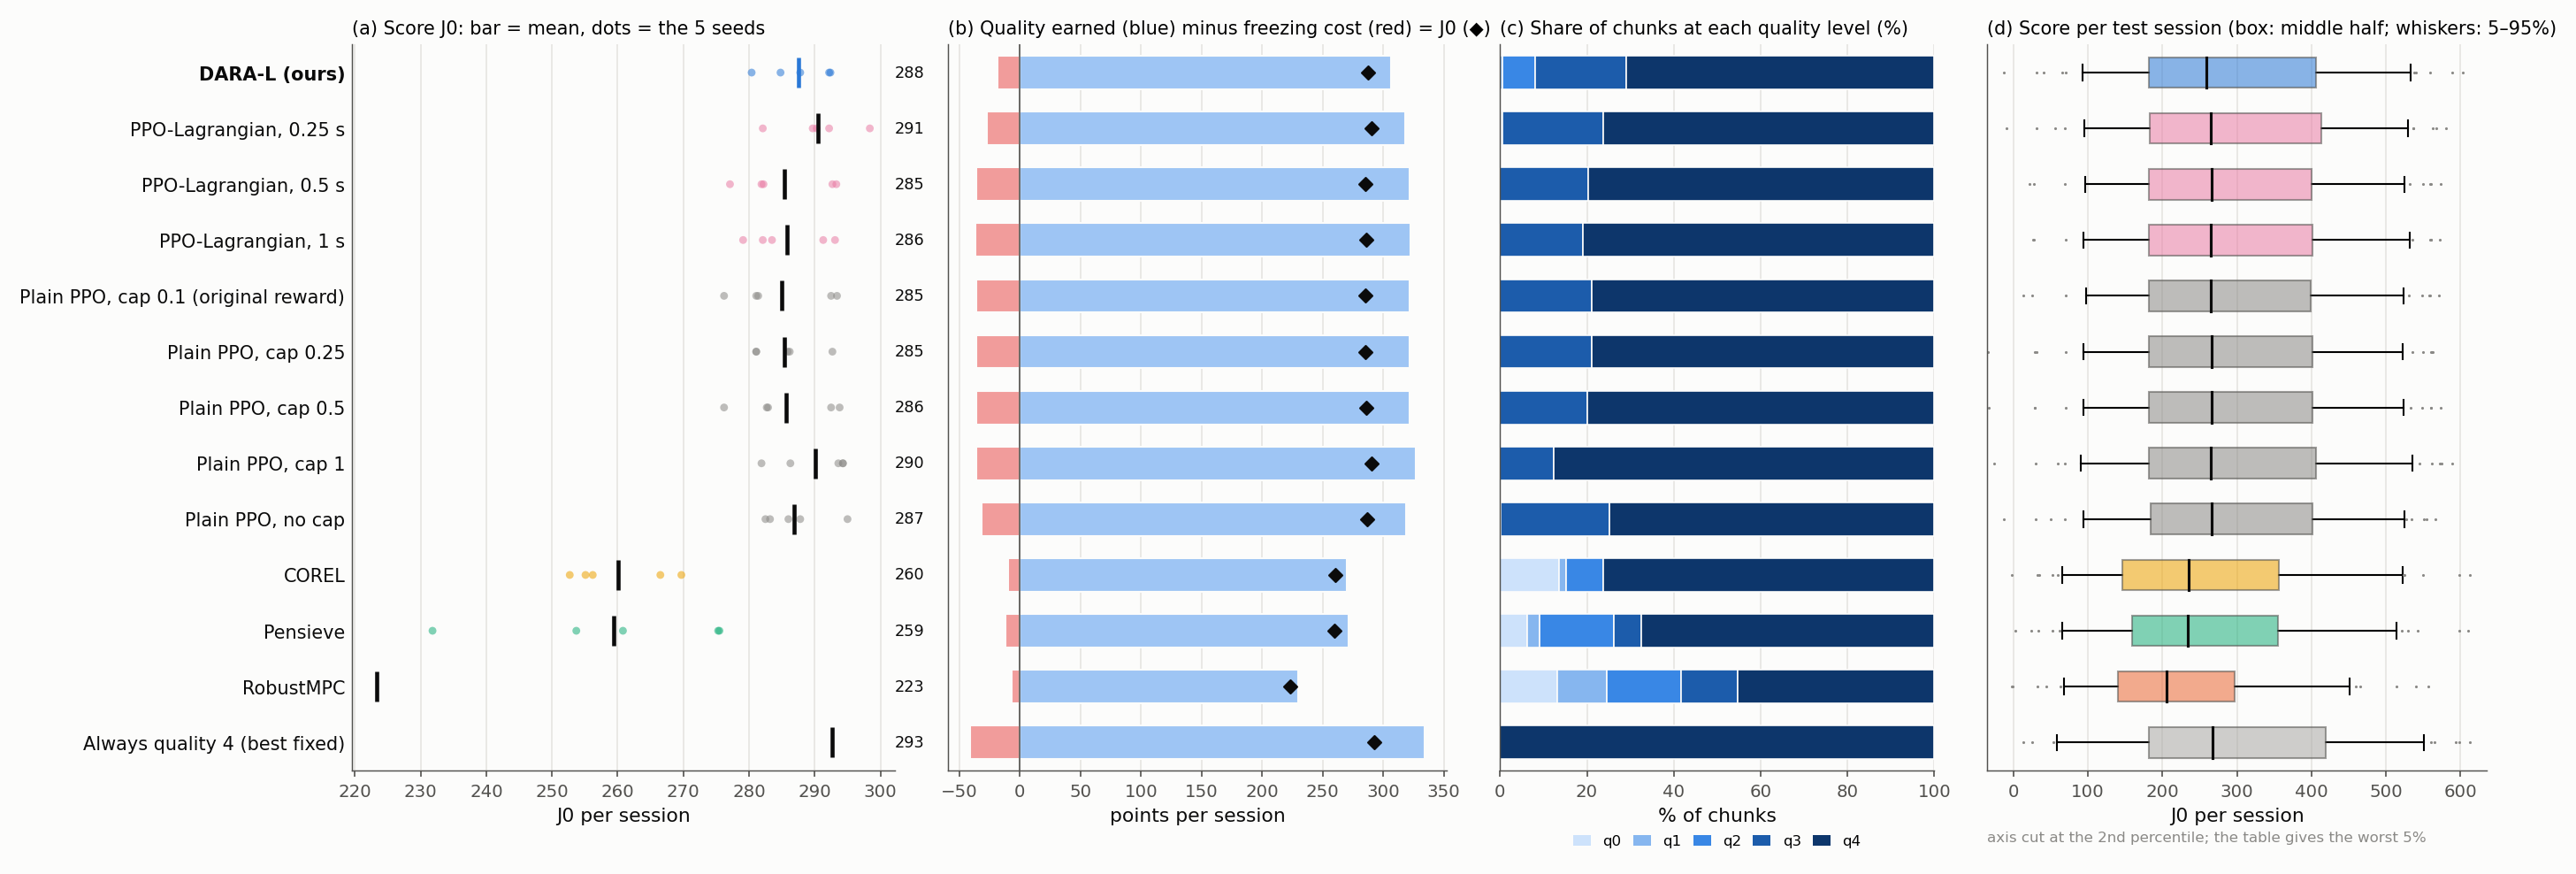 (a) Score J0: bar = mean, dots = the 5 seeds
(b) Quality earned (blue) minus freezing cost (red) = J0 (◆)
(c) Share of chunks at each quality level (%)
(d) Score per test session (box: middle half; whiskers: 5–95%)
DARA-L (ours) 288
PPO-Lagrangian, 0.25 s 291
PPO-Lagrangian, 0.5 s 285
PPO-Lagrangian, 1 s 286
Plain PPO, cap 0.1 (original reward) 285
Plain PPO, cap 0.25 285
Plain PPO, cap 0.5 286
Plain PPO, cap 1 290
Plain PPO, no cap 287
COREL 260
Pensieve 259
RobustMPC 223
Always quality 4 (best fixed) 293
220 230 240 250 260 270 280 290 300
J0 per session
−50 0 50 100 150 200 250 300 350
points per session
0 20 40 60 80 100
% of chunks
q0 q1 q2 q3 q4
0 100 200 300 400 500 600
J0 per session
axis cut at the 2nd percentile; the table gives the worst 5%